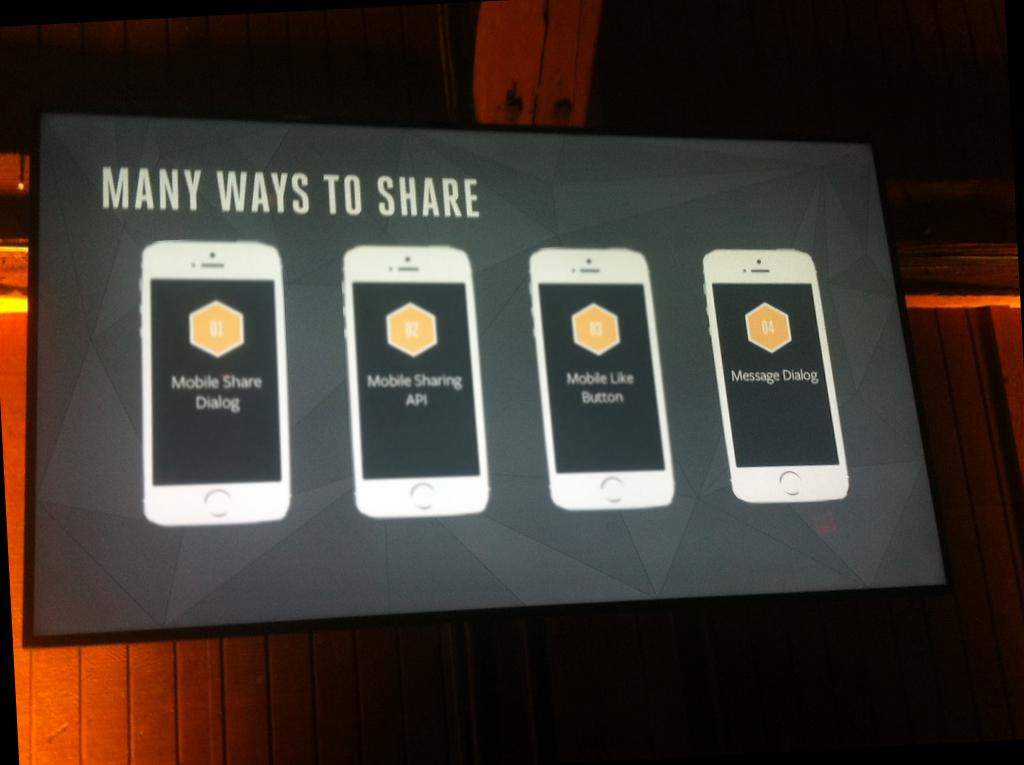 MANY WAYS TO SHARE
01
Mobile Share
Dialog
02
Mobile Sharing
API
03
Mobile Like
Button
04
Message Dialog